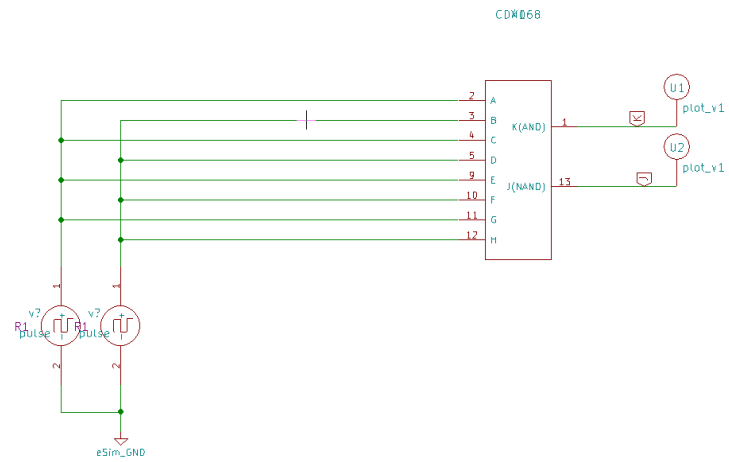 U1
plot_v1
2
A
3
B
4
C
K(AND)
1
K
5
D
U2
plot_v1
9
E
J(NAND)
13
J
10
F
11
G
12
H
1
1
v?
v?
R1
R1
pulse
pulse
+
+
-
-
2
2
eSim_GND